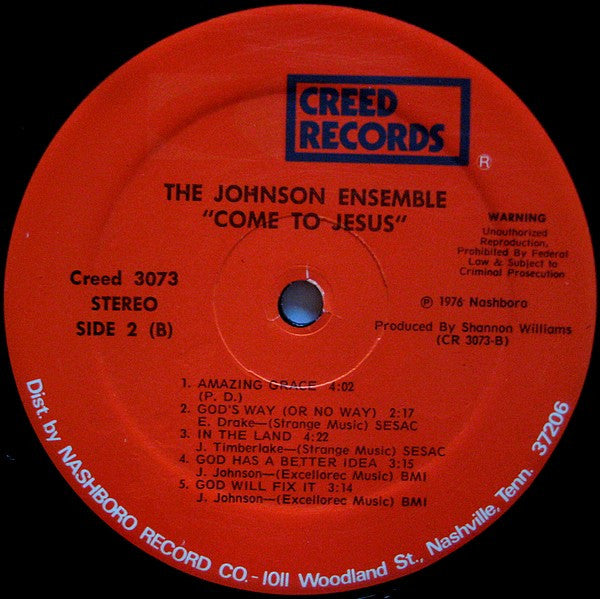 CREED
RECORDS
®
THE JOHNSON ENSEMBLE
"COME TO JESUS"
WARNING
Unauthorized
Reproduction,
Prohibited By Federal
Law & Subject to
Criminal Prosecution
Creed 3073
STEREO
SIDE 2 (B)
℗ 1976 Nashboro
Produced By Shannon Williams
(CR 3073-B)
1. AMAZING GRACE 4:02
(P. D.)
2. GOD'S WAY (OR NO WAY) 2:17
E. Drake—(Strange Music) SESAC
3. IN THE LAND 4:22
J. Timberlake—(Strange Music) SESAC
4. GOD HAS A BETTER IDEA 3:15
J. Johnson—(Excellorec Music) BMI
5. GOD WILL FIX IT 3:14
J. Johnson—(Excellorec Music) BMI
Dist. by NASHBORO RECORD CO.-1011 Woodland St., Nashville, Tenn. 37206